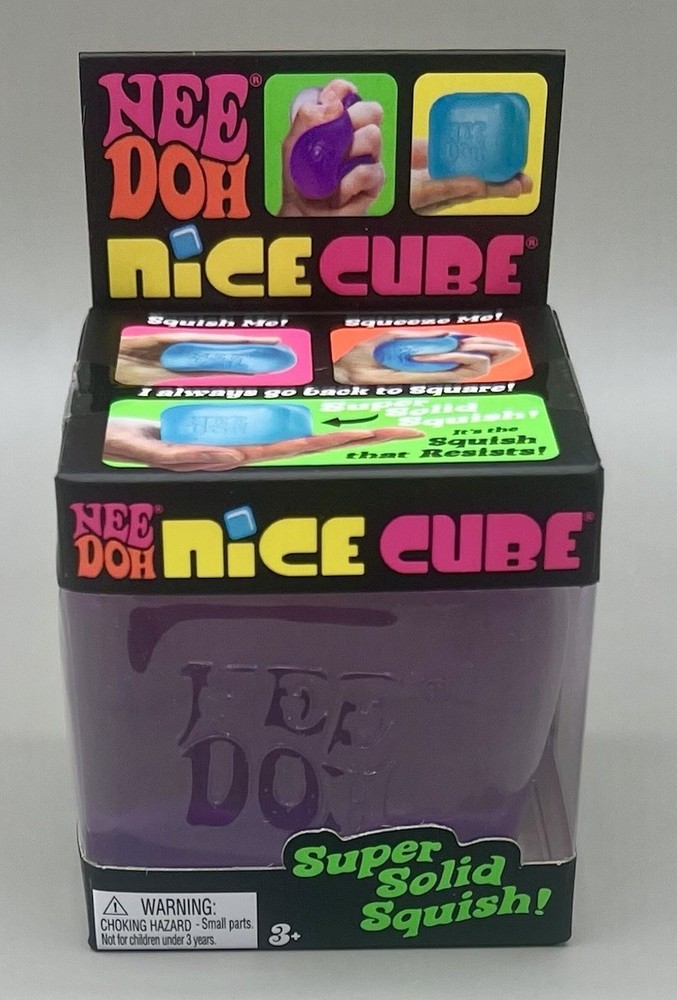 NEE®
DOH
NICE CUBE®
Squish Me! Squeeze Me!
I always go back to Square!
Super
Solid
Squish!
It's the
Squish
that Resists!
NEE®
DOH
NICE CUBE®
NEE
DOH
Super
Solid
Squish!
⚠ WARNING:
CHOKING HAZARD - Small parts.
Not for children under 3 years.
3+